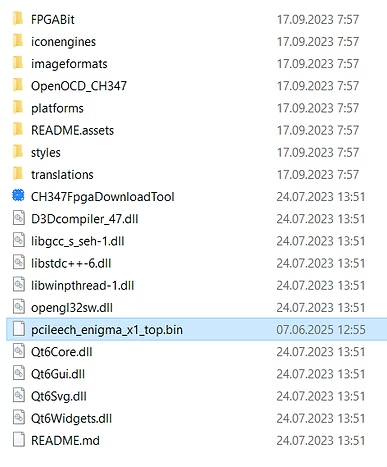 FPGABit 17.09.2023 7:57
iconengines 17.09.2023 7:57
imageformats 17.09.2023 7:57
OpenOCD_CH347 17.09.2023 7:57
platforms 17.09.2023 7:57
README.assets 17.09.2023 7:57
styles 17.09.2023 7:57
translations 17.09.2023 7:57
CH347FpgaDownloadTool 24.07.2023 13:51
D3Dcompiler_47.dll 24.07.2023 13:51
libgcc_s_seh-1.dll 24.07.2023 13:51
libstdc++-6.dll 24.07.2023 13:51
libwinpthread-1.dll 24.07.2023 13:51
opengl32sw.dll 24.07.2023 13:51
pcileech_enigma_x1_top.bin 07.06.2025 12:55
Qt6Core.dll 24.07.2023 13:51
Qt6Gui.dll 24.07.2023 13:51
Qt6Svg.dll 24.07.2023 13:51
Qt6Widgets.dll 24.07.2023 13:51
README.md 24.07.2023 13:51